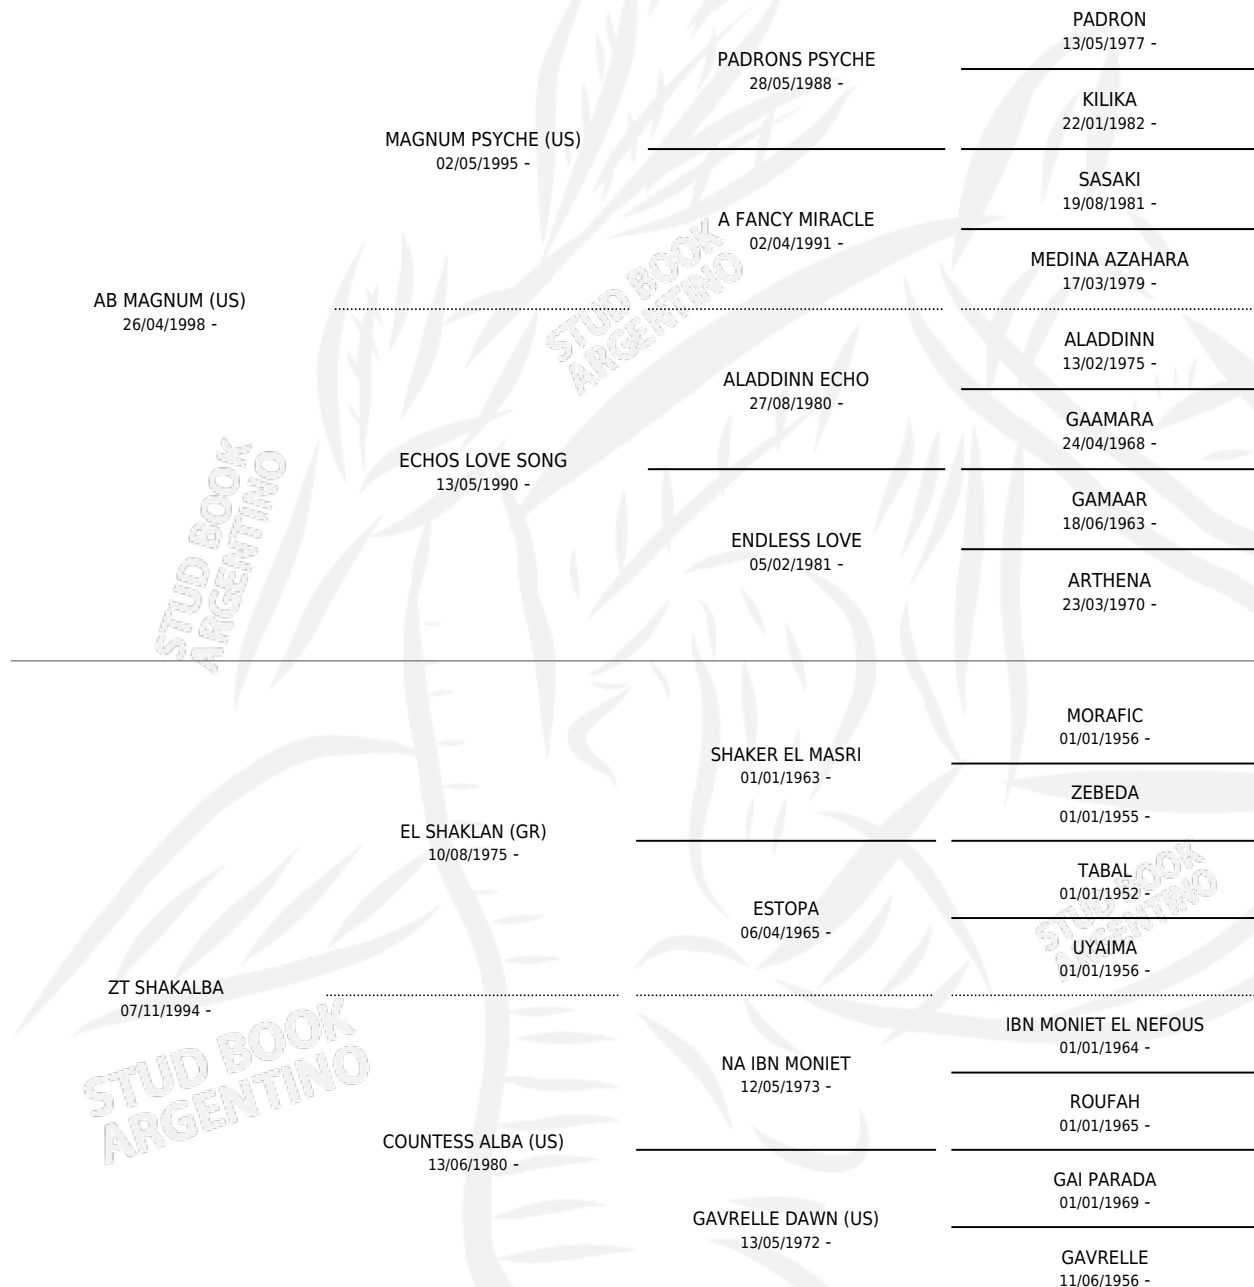 PADRON
13/05/1977 -
PADRONS PSYCHE
28/05/1988 -
KILIKA
22/01/1982 -
MAGNUM PSYCHE (US)
02/05/1995 -
SASAKI
19/08/1981 -
A FANCY MIRACLE
02/04/1991 -
MEDINA AZAHARA
17/03/1979 -
AB MAGNUM (US)
26/04/1998 -
ALADDINN
13/02/1975 -
ALADDINN ECHO
27/08/1980 -
GAAMARA
24/04/1968 -
ECHOS LOVE SONG
13/05/1990 -
GAMAAR
18/06/1963 -
ENDLESS LOVE
05/02/1981 -
ARTHENA
23/03/1970 -
MORAFIC
01/01/1956 -
SHAKER EL MASRI
01/01/1963 -
ZEBEDA
01/01/1955 -
EL SHAKLAN (GR)
10/08/1975 -
TABAL
01/01/1952 -
ESTOPA
06/04/1965 -
UYAIMA
01/01/1956 -
ZT SHAKALBA
07/11/1994 -
IBN MONIET EL NEFOUS
01/01/1964 -
NA IBN MONIET
12/05/1973 -
ROUFAH
01/01/1965 -
COUNTESS ALBA (US)
13/06/1980 -
GAI PARADA
01/01/1969 -
GAVRELLE DAWN (US)
13/05/1972 -
GAVRELLE
11/06/1956 -
STUD BOOK
ARGENTINO
STUD BOOK
ARGENTINO
STUD BOOK
ARGENTINO
STUD BOOK
ARGENTINO